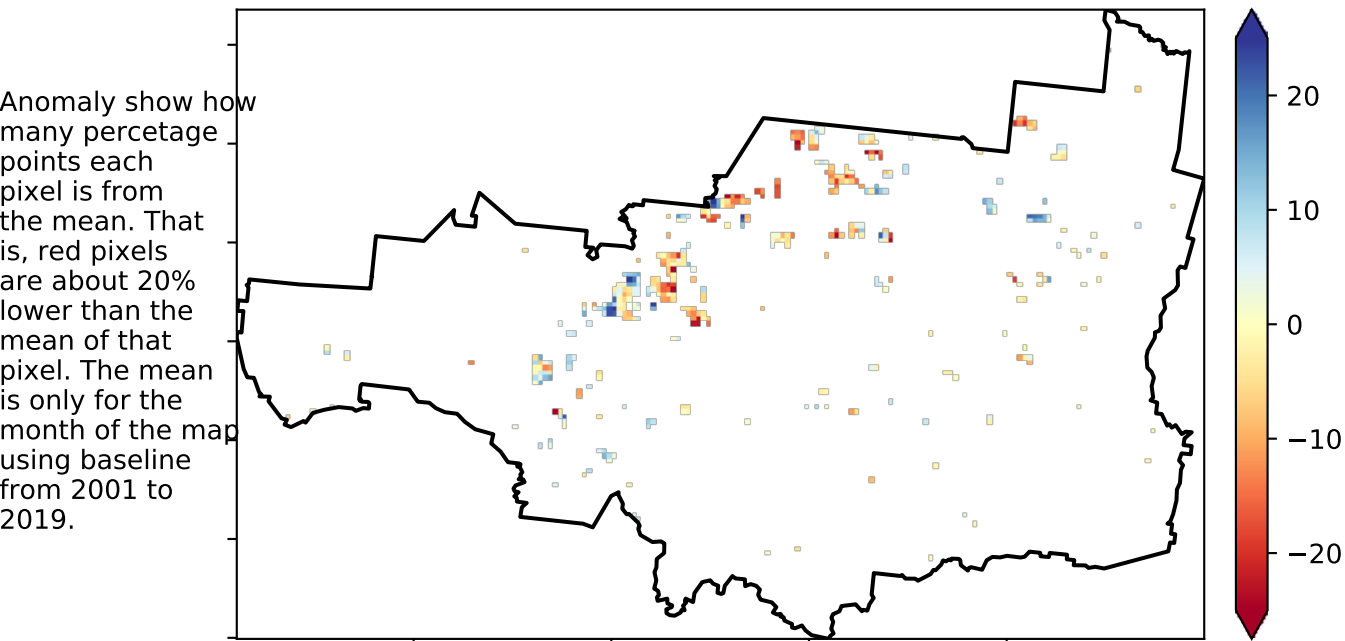 Anomaly show how
many percetage
points each
pixel is from
the mean. That
is, red pixels
are about 20%
lower than the
mean of that
pixel. The mean
is only for the
month of the map
using baseline
from 2001 to
2019.
20
10
0
−10
−20